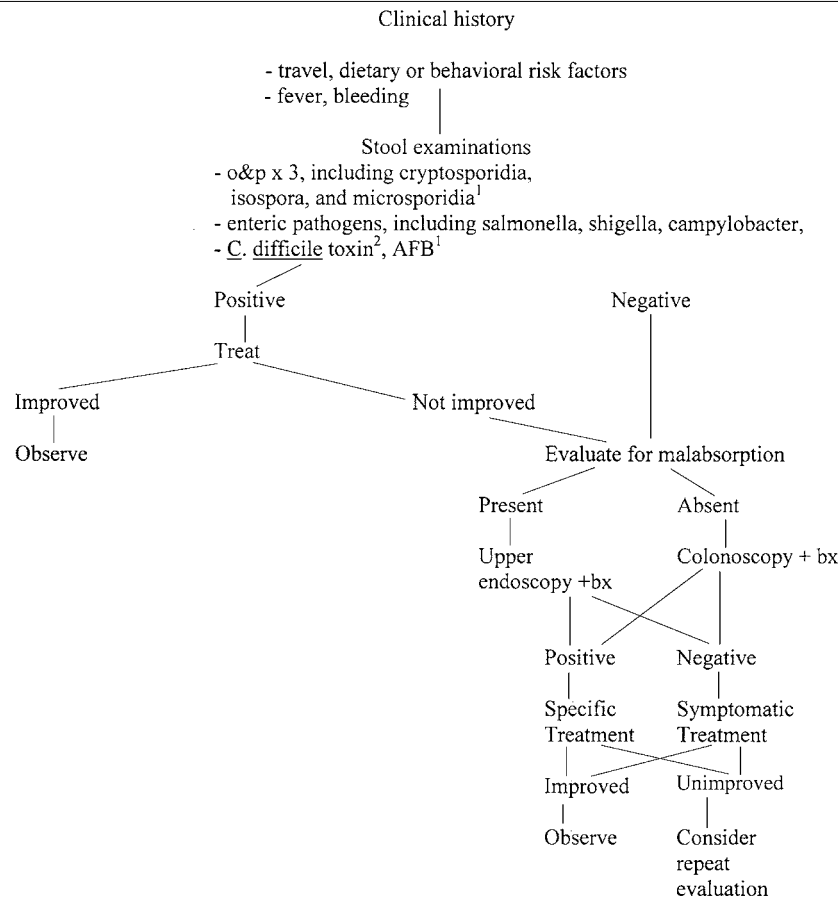 Clinical history
- travel, dietary or behavioral risk factors
- fever, bleeding
Stool examinations
- o&p x 3, including cryptosporidia,
isospora, and microsporidia1
- enteric pathogens, including salmonella, shigella, campylobacter,
- C. difficile toxin2, AFB1
Positive
Negative
Treat
Improved
Not improved
Observe
Evaluate for malabsorption
Present
Absent
Upper
endoscopy +bx
Colonoscopy + bx
Positive
Negative
Specific
Treatment
Symptomatic
Treatment
Improved
Unimproved
Observe
Consider
repeat
evaluation